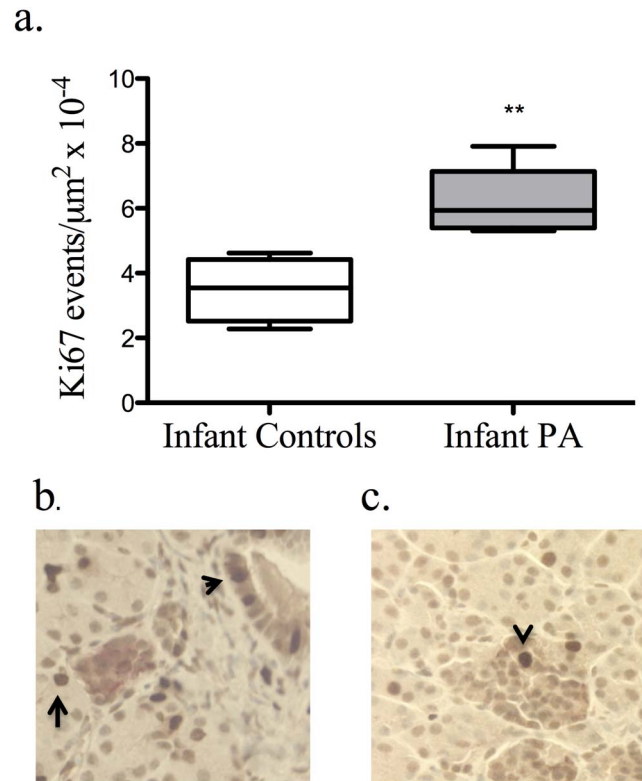 a.
Ki67 events/μm² x 10⁻⁴
10
8
6
4
2
0
**
Infant Controls
Infant PA
b.
c.